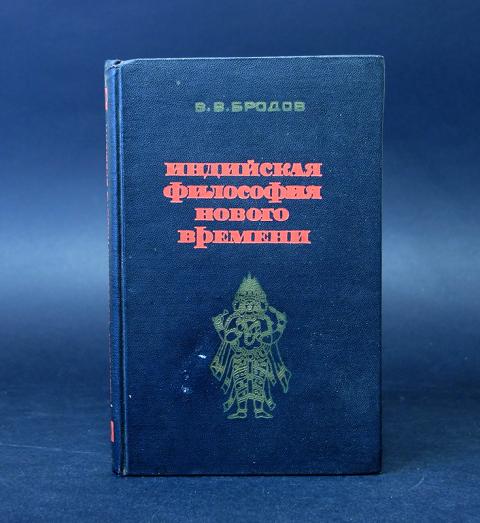 В. В. БРОДОВ
ИНДИЙСКАЯ
ФИЛОСОФИЯ
НОВОГО
ВРЕМЕНИ